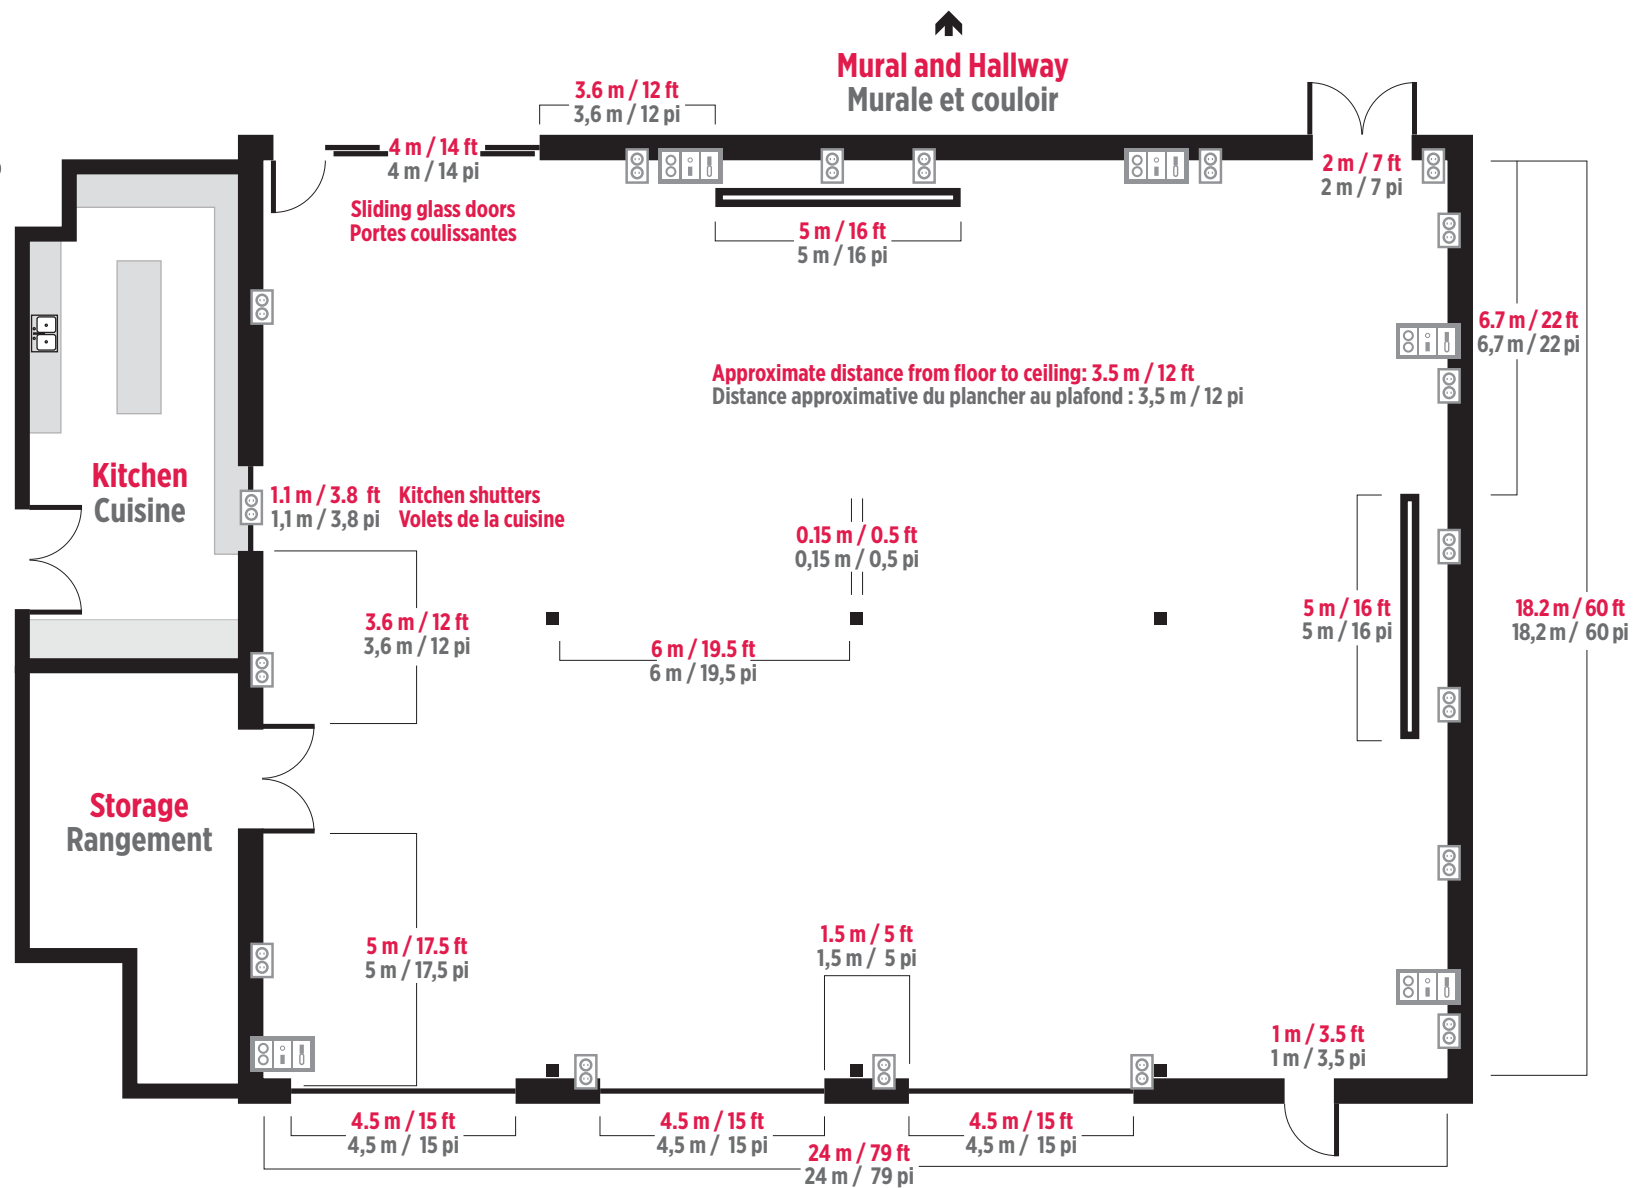 Mural and Hallway
Murale et couloir
3.6 m / 12 ft
3,6 m / 12 pi
4 m / 14 ft
4 m / 14 pi
2 m / 7 ft
2 m / 7 pi
Sliding glass doors
Portes coulissantes
5 m / 16 ft
5 m / 16 pi
6.7 m / 22 ft
6,7 m / 22 pi
Approximate distance from floor to ceiling: 3.5 m / 12 ft
Distance approximative du plancher au plafond : 3,5 m / 12 pi
Kitchen
Cuisine
1.1 m / 3.8 ft
1,1 m / 3,8 pi
Kitchen shutters
Volets de la cuisine
0.15 m / 0.5 ft
0,15 m / 0,5 pi
3.6 m / 12 ft
3,6 m / 12 pi
6 m / 19.5 ft
6 m / 19,5 pi
5 m / 16 ft
5 m / 16 pi
18.2 m / 60 ft
18,2 m / 60 pi
Storage
Rangement
5 m / 17.5 ft
5 m / 17,5 pi
1.5 m / 5 ft
1,5 m / 5 pi
1 m / 3.5 ft
1 m / 3,5 pi
4.5 m / 15 ft
4,5 m / 15 pi
4.5 m / 15 ft
4,5 m / 15 pi
4.5 m / 15 ft
4,5 m / 15 pi
24 m / 79 ft
24 m / 79 pi